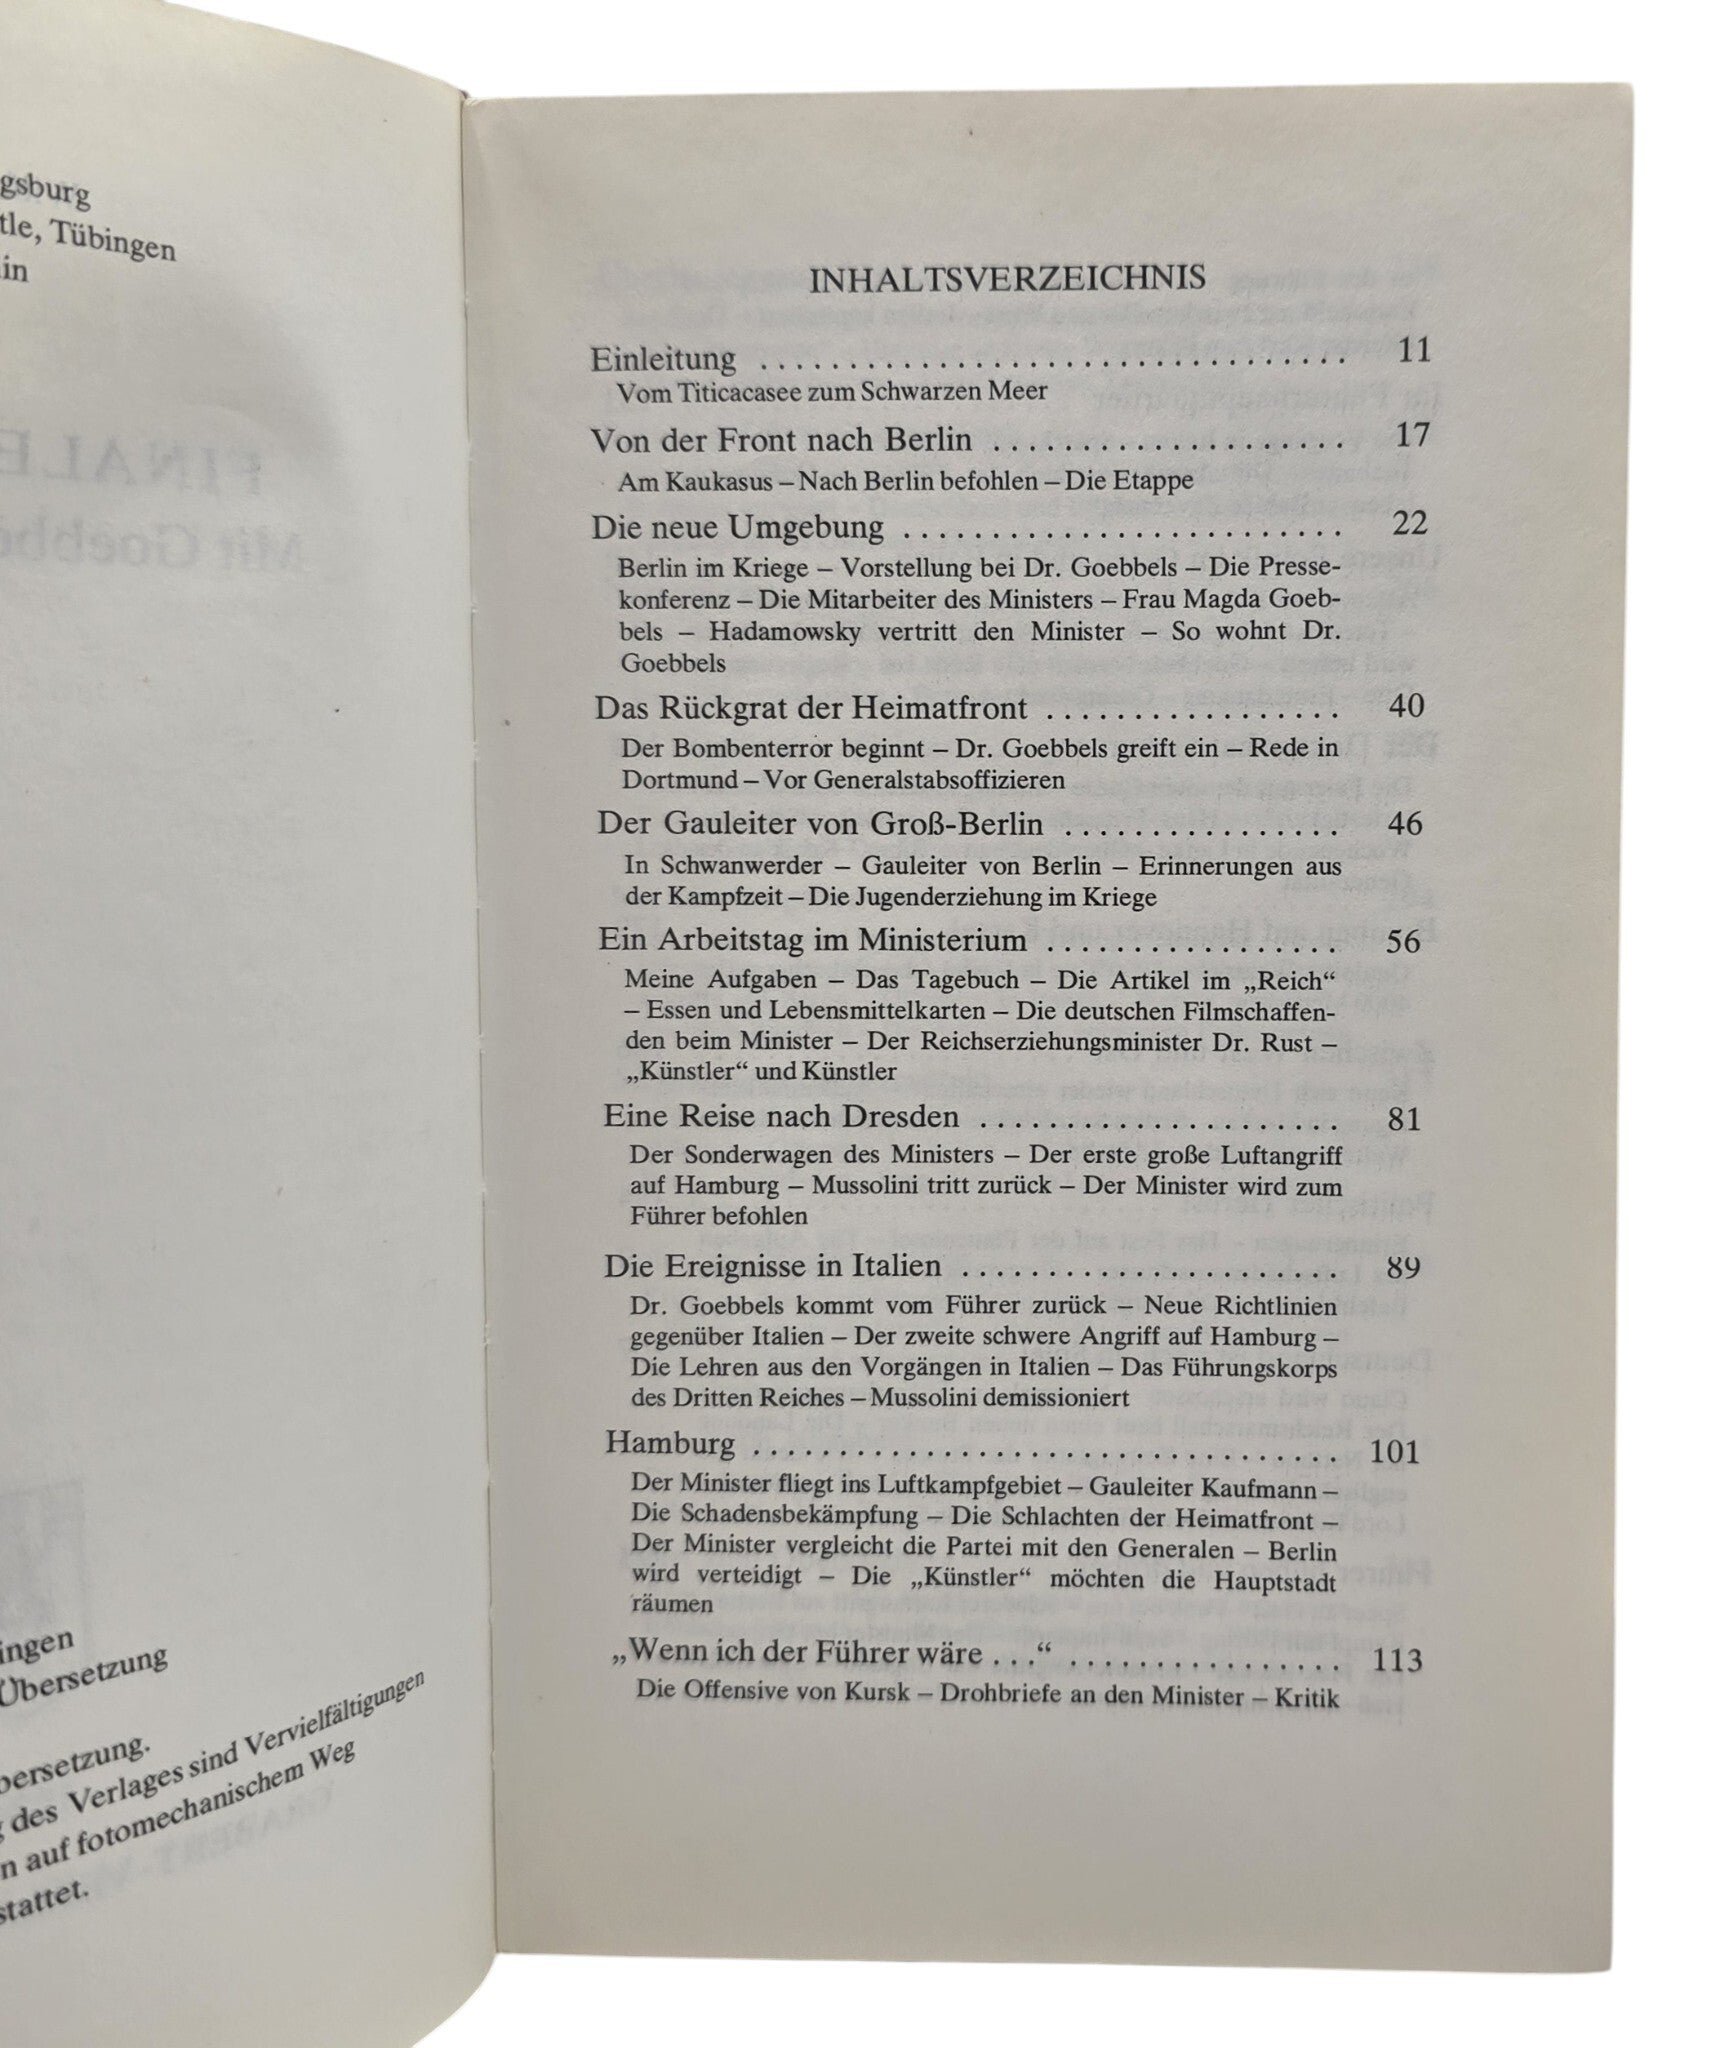 gsburg
tle, Tübingen
in
FINALE
Mit Goebbe
ingen
Übersetzung
bersetzung.
g des Verlages sind Vervielfältigungen
n auf fotomechanischem Weg
stattet.
INHALTSVERZEICHNIS
Einleitung . . . . . . . . . . . . . . . . . . . . . . . . . . . . . . . . . . 11
Vom Titicacasee zum Schwarzen Meer
Von der Front nach Berlin . . . . . . . . . . . . . . . . . . . . 17
Am Kaukasus – Nach Berlin befohlen – Die Etappe
Die neue Umgebung . . . . . . . . . . . . . . . . . . . . . . . . . 22
Berlin im Kriege – Vorstellung bei Dr. Goebbels – Die Presse-
konferenz – Die Mitarbeiter des Ministers – Frau Magda Goeb-
bels – Hadamowsky vertritt den Minister – So wohnt Dr.
Goebbels
Das Rückgrat der Heimatfront . . . . . . . . . . . . . . . . . 40
Der Bombenterror beginnt – Dr. Goebbels greift ein – Rede in
Dortmund – Vor Generalstabsoffizieren
Der Gauleiter von Groß-Berlin . . . . . . . . . . . . . . . . 46
In Schwanwerder – Gauleiter von Berlin – Erinnerungen aus
der Kampfzeit – Die Jugenderziehung im Kriege
Ein Arbeitstag im Ministerium . . . . . . . . . . . . . . . . . 56
Meine Aufgaben – Das Tagebuch – Die Artikel im „Reich“
– Essen und Lebensmittelkarten – Die deutschen Filmschaffen-
den beim Minister – Der Reichserziehungsminister Dr. Rust –
„Künstler“ und Künstler
Eine Reise nach Dresden . . . . . . . . . . . . . . . . . . . . . 81
Der Sonderwagen des Ministers – Der erste große Luftangriff
auf Hamburg – Mussolini tritt zurück – Der Minister wird zum
Führer befohlen
Die Ereignisse in Italien . . . . . . . . . . . . . . . . . . . . . . 89
Dr. Goebbels kommt vom Führer zurück – Neue Richtlinien
gegenüber Italien – Der zweite schwere Angriff auf Hamburg –
Die Lehren aus den Vorgängen in Italien – Das Führungskorps
des Dritten Reiches – Mussolini demissioniert
Hamburg . . . . . . . . . . . . . . . . . . . . . . . . . . . . . . . . . . 101
Der Minister fliegt ins Luftkampfgebiet – Gauleiter Kaufmann –
Die Schadensbekämpfung – Die Schlachten der Heimatfront –
Der Minister vergleicht die Partei mit den Generalen – Berlin
wird verteidigt – Die „Künstler“ möchten die Hauptstadt
räumen
„Wenn ich der Führer wäre . . .“ . . . . . . . . . . . . . . . . 113
Die Offensive von Kursk – Drohbriefe an den Minister – Kritik